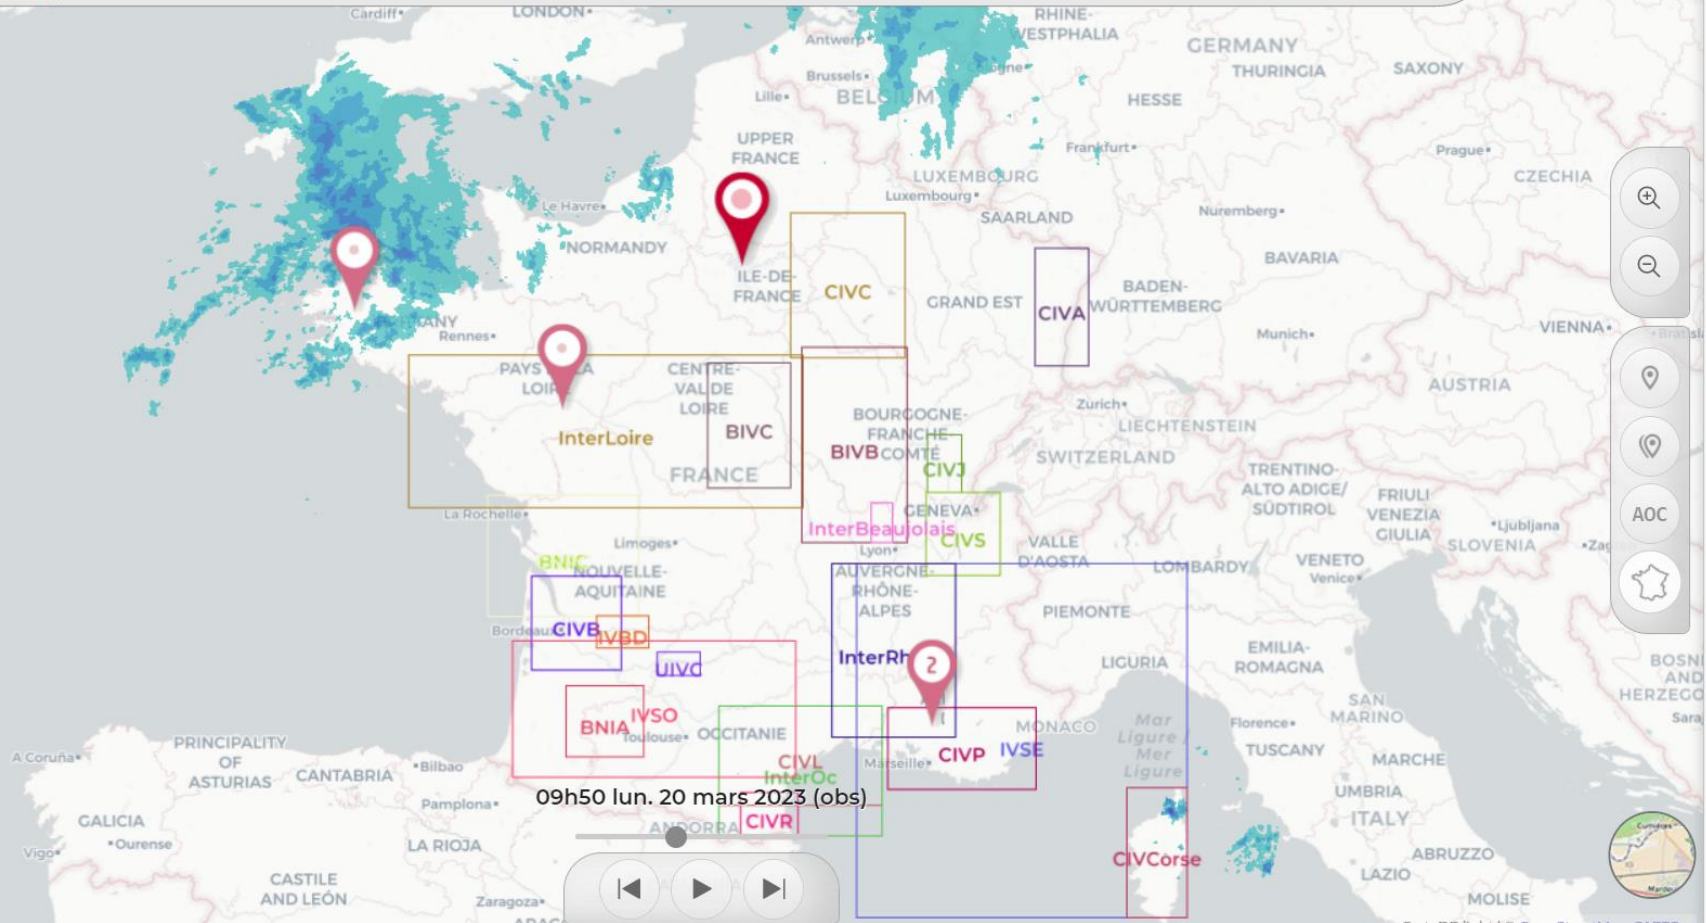 Cardiff
LONDON
RHINE-
WESTPHALIA
Antwerp
GERMANY
THURINGIA
SAXONY
Brussels
BELGIUM
Lille
HESSE
UPPER
FRANCE
Frankfurt
Prague
CZECHIA
LUXEMBOURG
Luxembourg
Le Havre
SAARLAND
Nuremberg
NORMANDY
BAVARIA
ILE-DE-
FRANCE
CIVC
GRAND EST
CIVA
BADEN-
WÜRTTEMBERG
Rennes
Munich
VIENNA
PAYS
CENTRE-
VAL DE
LOIRE
AUSTRIA
Zurich
LIECHTENSTEIN
BOURGOGNE-
FRANCHE-
COMTÉ
InterLoire
BIVC
BIVB
CIVJ
SWITZERLAND
FRANCE
TRENTINO-
ALTO ADIGE/
SÜDTIROL
FRIULI
VENEZIA
GIULIA
AOC
La Rochelle
GENEVA
InterBeaujolais
CIVS
Ljubljana
SLOVENIA
Limoges
Lyon
VALLE
D'AOSTA
LOMBARDY
VENETO
Venice
BNIC
NOUVELLE-
AQUITAINE
AUVERGNE-
RHÔNE-
ALPES
PIEMONTE
Bordeaux
CIVB
IVBD
UIVC
InterRh
2
LIGURIA
EMILIA-
ROMAGNA
BNIA
IVSO
Toulouse
OCCITANIE
MONACO
Mar
Ligure /
Mer
Ligure
Florence
SAN
MARINO
A Coruña
PRINCIPALITY
OF
ASTURIAS
CANTABRIA
Bilbao
CIVL
InterOc
Marseille
CIVP
IVSE
TUSCANY
MARCHE
UMBRIA
09h50 lun. 20 mars 2023 (obs)
Pamplona
GALICIA
Ourense
Vigo
LA RIOJA
ANDORRA
CIVR
ITALY
CIVCorse
ABRUZZO
LAZIO
CASTILE
AND LEÓN
Zaragoza
MOLISE